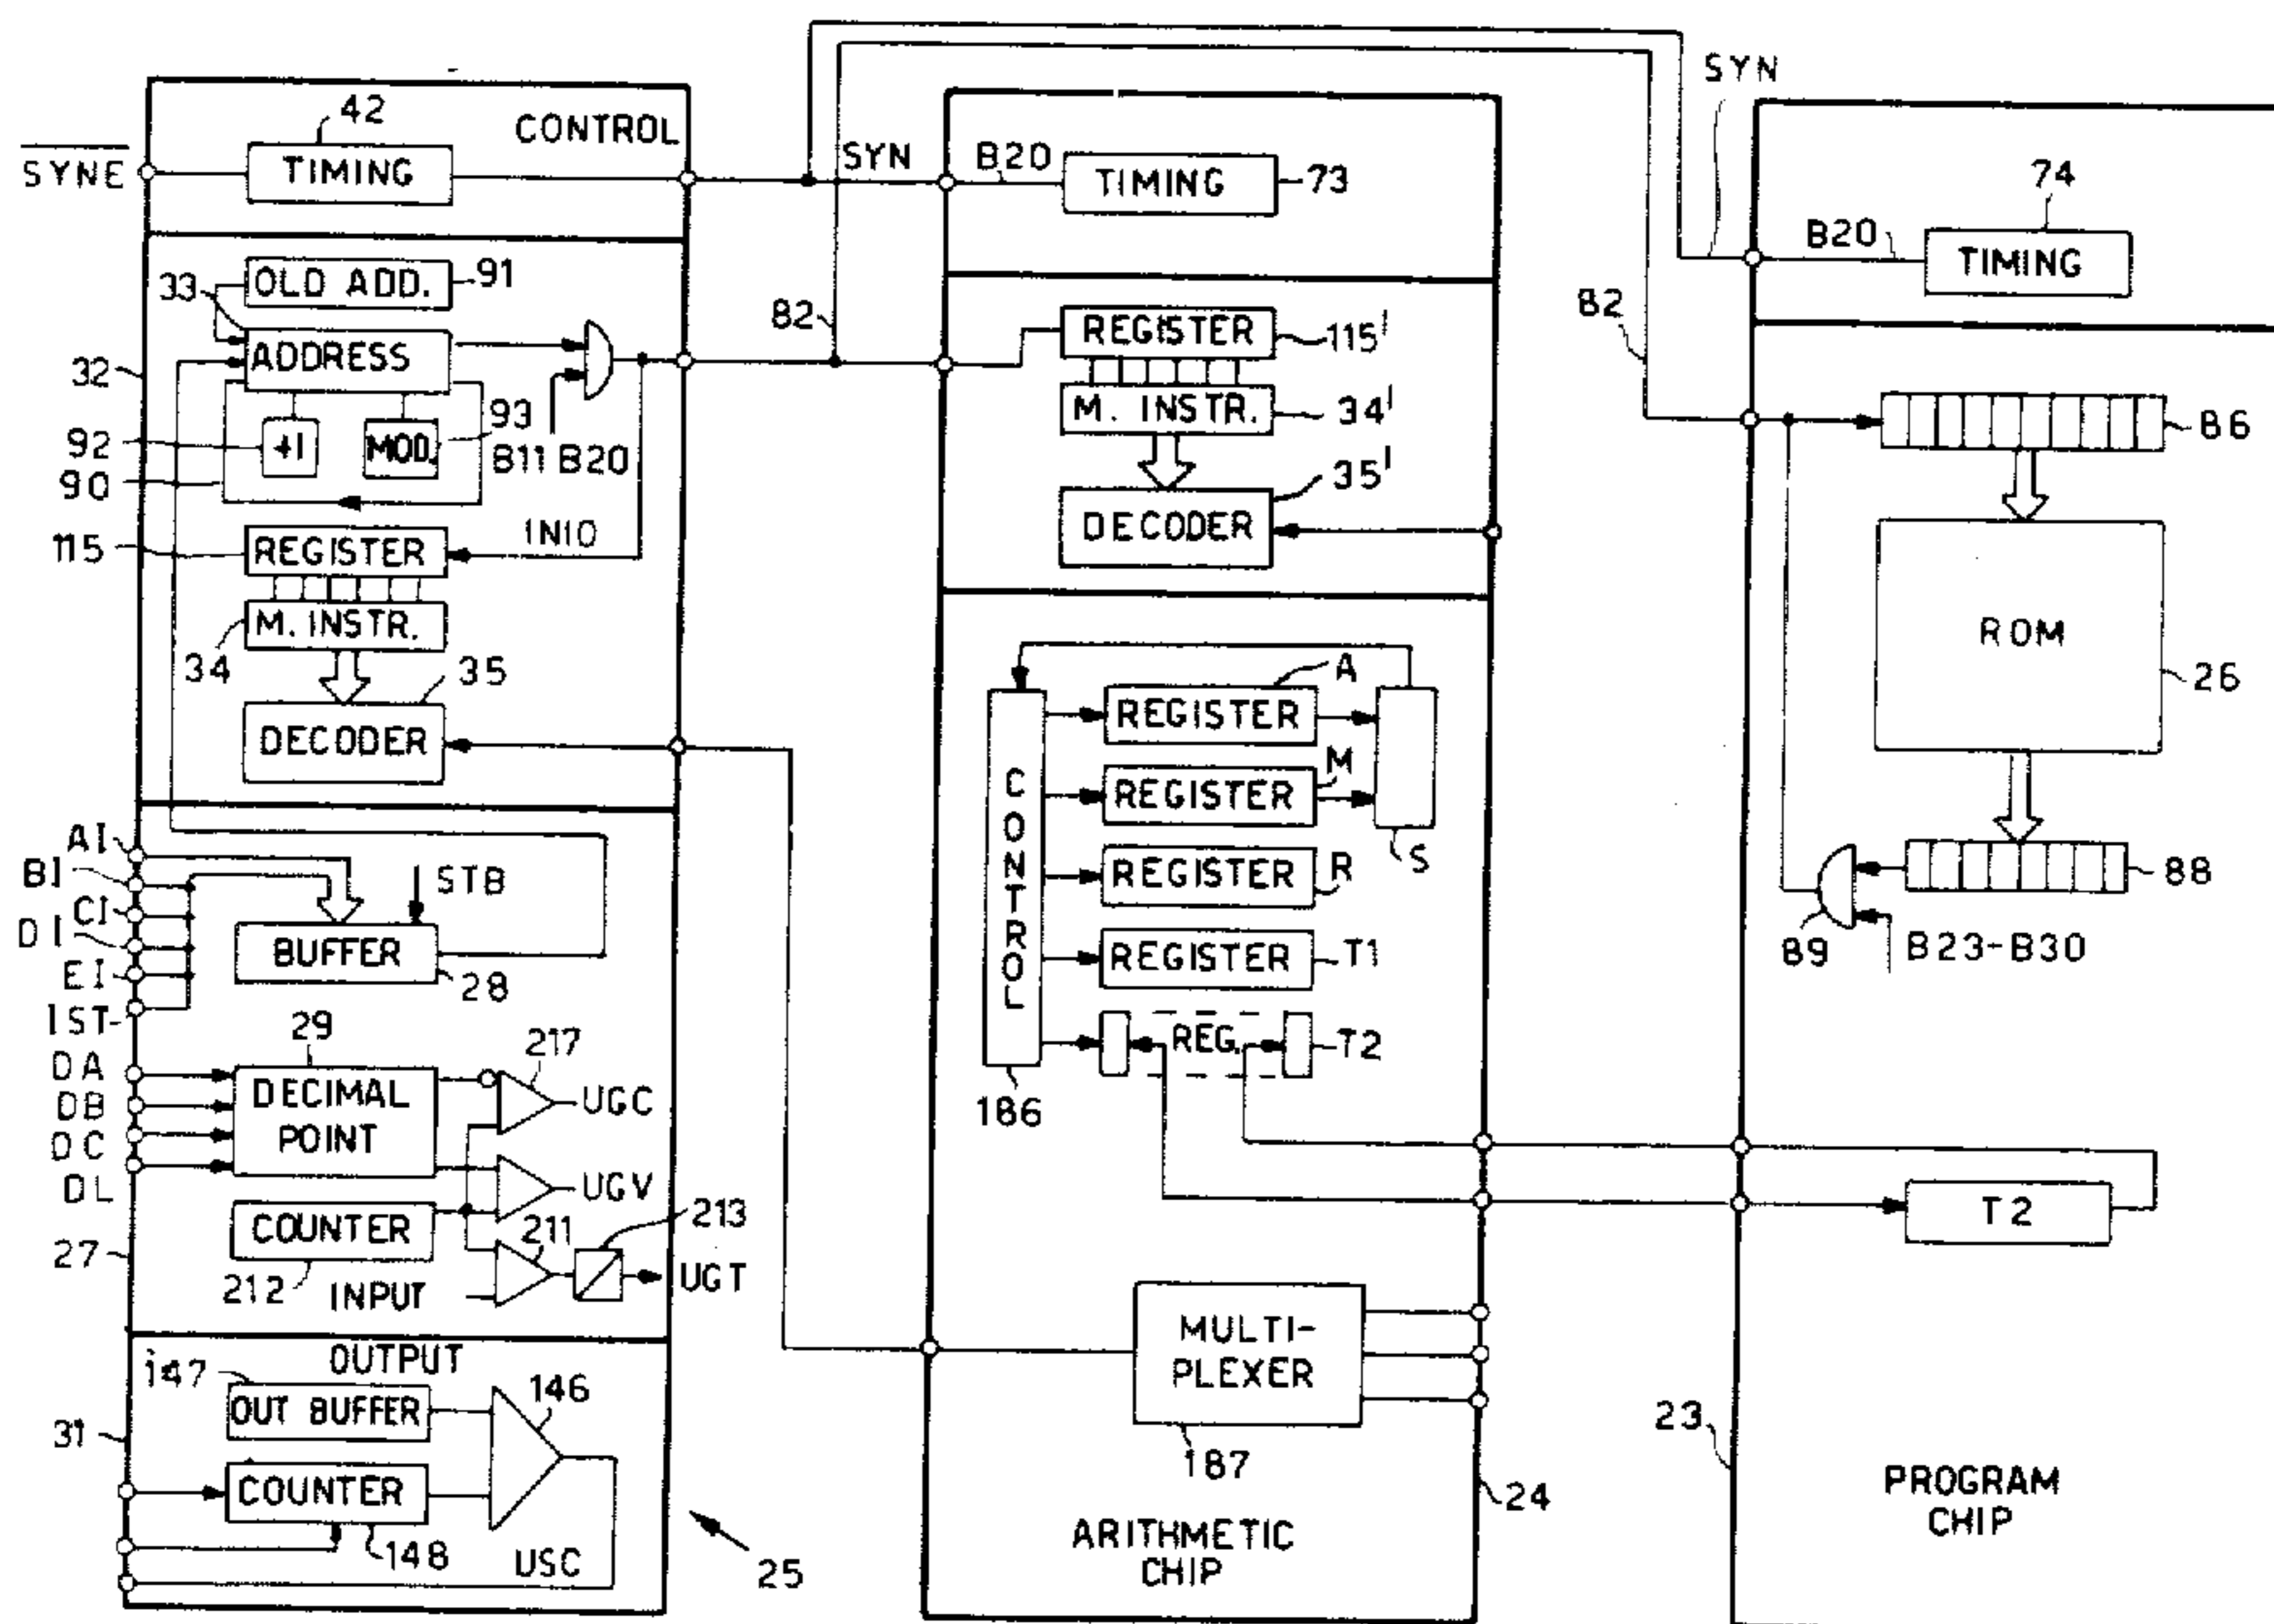 SYNE
42
TIMING
CONTROL
OLD ADD.
91
33
ADDRESS
32
92
+1
MOD.
93
B11 B20
90
INIO
115
REGISTER
M. INSTR.
34
35
DECODER
AI
BI
CI
DI
EI
IST
STB
BUFFER
28
29
DA
DB
DC
DL
DECIMAL
POINT
217
UGC
UGV
COUNTER
211
213
27
212
INPUT
UGT
OUTPUT
147
OUT BUFFER
146
31
COUNTER
148
USC
25
SYN
B20
TIMING
73
82
REGISTER
115'
M. INSTR.
34'
35'
DECODER
A
REGISTER
M
REGISTER
S
CONTROL
REGISTER
R
REGISTER
T1
REG.
T2
186
MULTI-
PLEXER
187
24
ARITHMETIC
CHIP
SYN
74
B20
TIMING
82
86
ROM
26
88
89
B23-B30
T2
23
PROGRAM
CHIP